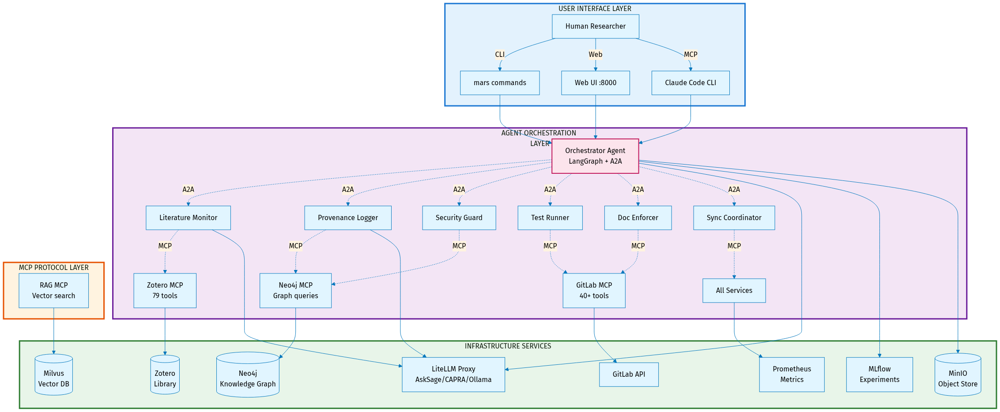 USER INTERFACE LAYER
Human Researcher
CLI
Web
MCP
mars commands
Web UI :8000
Claude Code CLI
AGENT ORCHESTRATION
LAYER
Orchestrator Agent
LangGraph + A2A
A2A
A2A
A2A
A2A
A2A
A2A
Literature Monitor
Provenance Logger
Security Guard
Test Runner
Doc Enforcer
Sync Coordinator
MCP
MCP
MCP
MCP
MCP
MCP
MCP PROTOCOL LAYER
RAG MCP
Vector search
Zotero MCP
79 tools
Neo4j MCP
Graph queries
GitLab MCP
40+ tools
All Services
INFRASTRUCTURE SERVICES
Milvus
Vector DB
Zotero
Library
Neo4j
Knowledge Graph
LiteLLM Proxy
AskSage/CAPRA/Ollama
GitLab API
Prometheus
Metrics
MLflow
Experiments
MinIO
Object Store